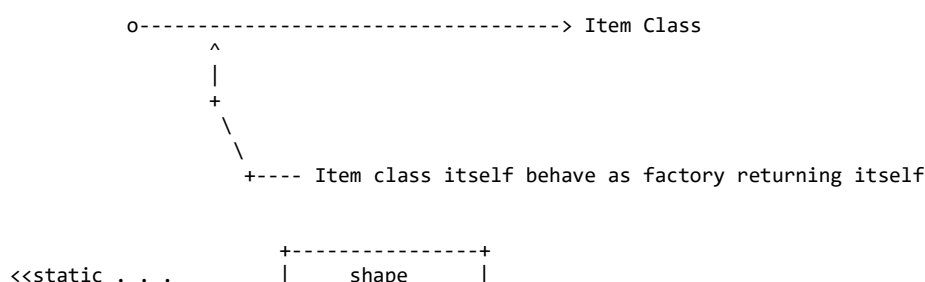 o-------------------------------------> Item Class
^
|
+
\
\
+---- Item class itself behave as factory returning itself
+----------------+
<<static . . . | shape |